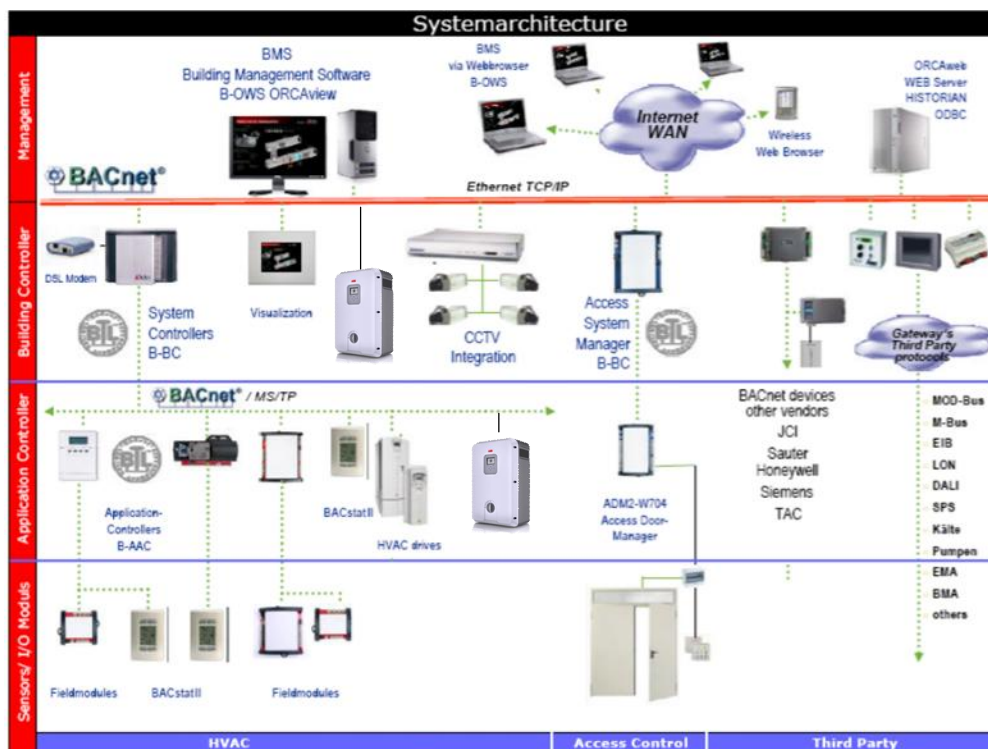 Systemarchitecture
Management
BMS
Building Management Software
B-OWS ORCAview
BMS
via Webbrowser
B-OWS
Internet
WAN
Wireless
Web Browser
ORCAweb
WEB Server
HISTORIAN
ODBC
BACnet®
Ethernet TCP/IP
Building Controller
DSL Modem
BTL
System
Controllers
B-BC
Visualization
CCTV
Integration
Access
System
Manager
B-BC
BTL
Gateway's
Third Party
protocols
Application Controller
BACnet® / MS/TP
BTL
Application-
Controllers
B-AAC
BACstatII
HVAC drives
ADM2-W704
Access Door-
Manager
BACnet devices
other vendors
JCI
Sauter
Honeywell
Siemens
TAC
MOD-Bus
M-Bus
EIB
LON
DALI
SPS
Kälte
Pumpen
EMA
BMA
others
Sensors/ I/O Moduls
Fieldmodules
BACstatII
Fieldmodules
HVAC
Access Control
Third Party